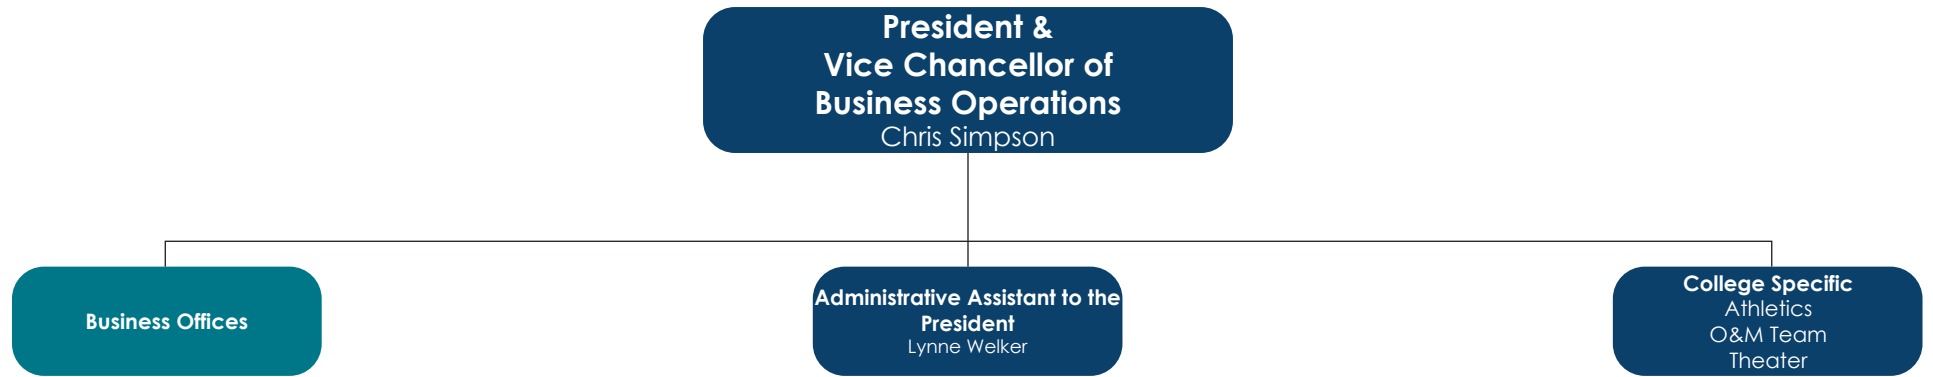 President &
Vice Chancellor of
Business Operations
Chris Simpson
Business Offices
Administrative Assistant to the
President
Lynne Welker
College Specific
Athletics
O&M Team
Theater